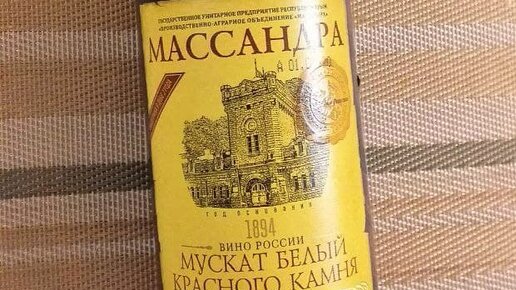 ГОСУДАРСТВЕННОЕ УНИТАРНОЕ ПРЕДПРИЯТИЕ РЕСПУБЛИКИ КРЫМ
«ПРОИЗВОДСТВЕННО-АГРАРНОЕ ОБЪЕДИНЕНИЕ «МАССАНДРА»
МАССАНДРА
А 01.
ГОД ОСНОВАНИЯ
1894
ВИНО РОССИИ
МУСКАТ БЕЛЫЙ
КРАСНОГО КАМНЯ